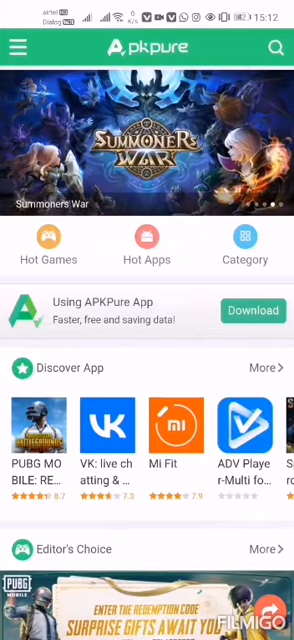 airtel
Dialog
0
K/s
15:12
Apkpure
SUMMONERS
WAR
Summoners War
Hot Games
Hot Apps
Category
Using APKPure App
Faster, free and saving data!
Download
Discover App
More
PUBG MO
BILE: RE...
8.7
VK: live ch
atting & ...
7.3
Mi Fit
7.9
ADV Playe
r-Multi fo...
Editor's Choice
More
PUBG
MOBILE
ENTER THE REDEMPTION CODE
SURPRISE GIFTS AWAIT YOU
FILMIGO